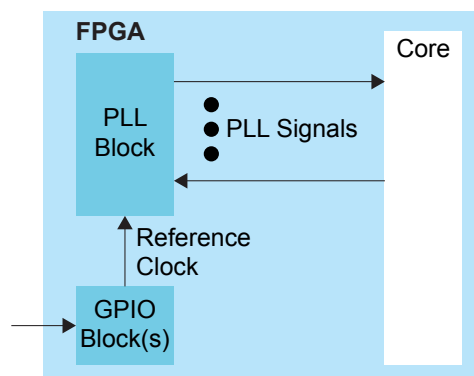 FPGA
Core
PLL
Block
PLL Signals
Reference
Clock
GPIO
Block(s)